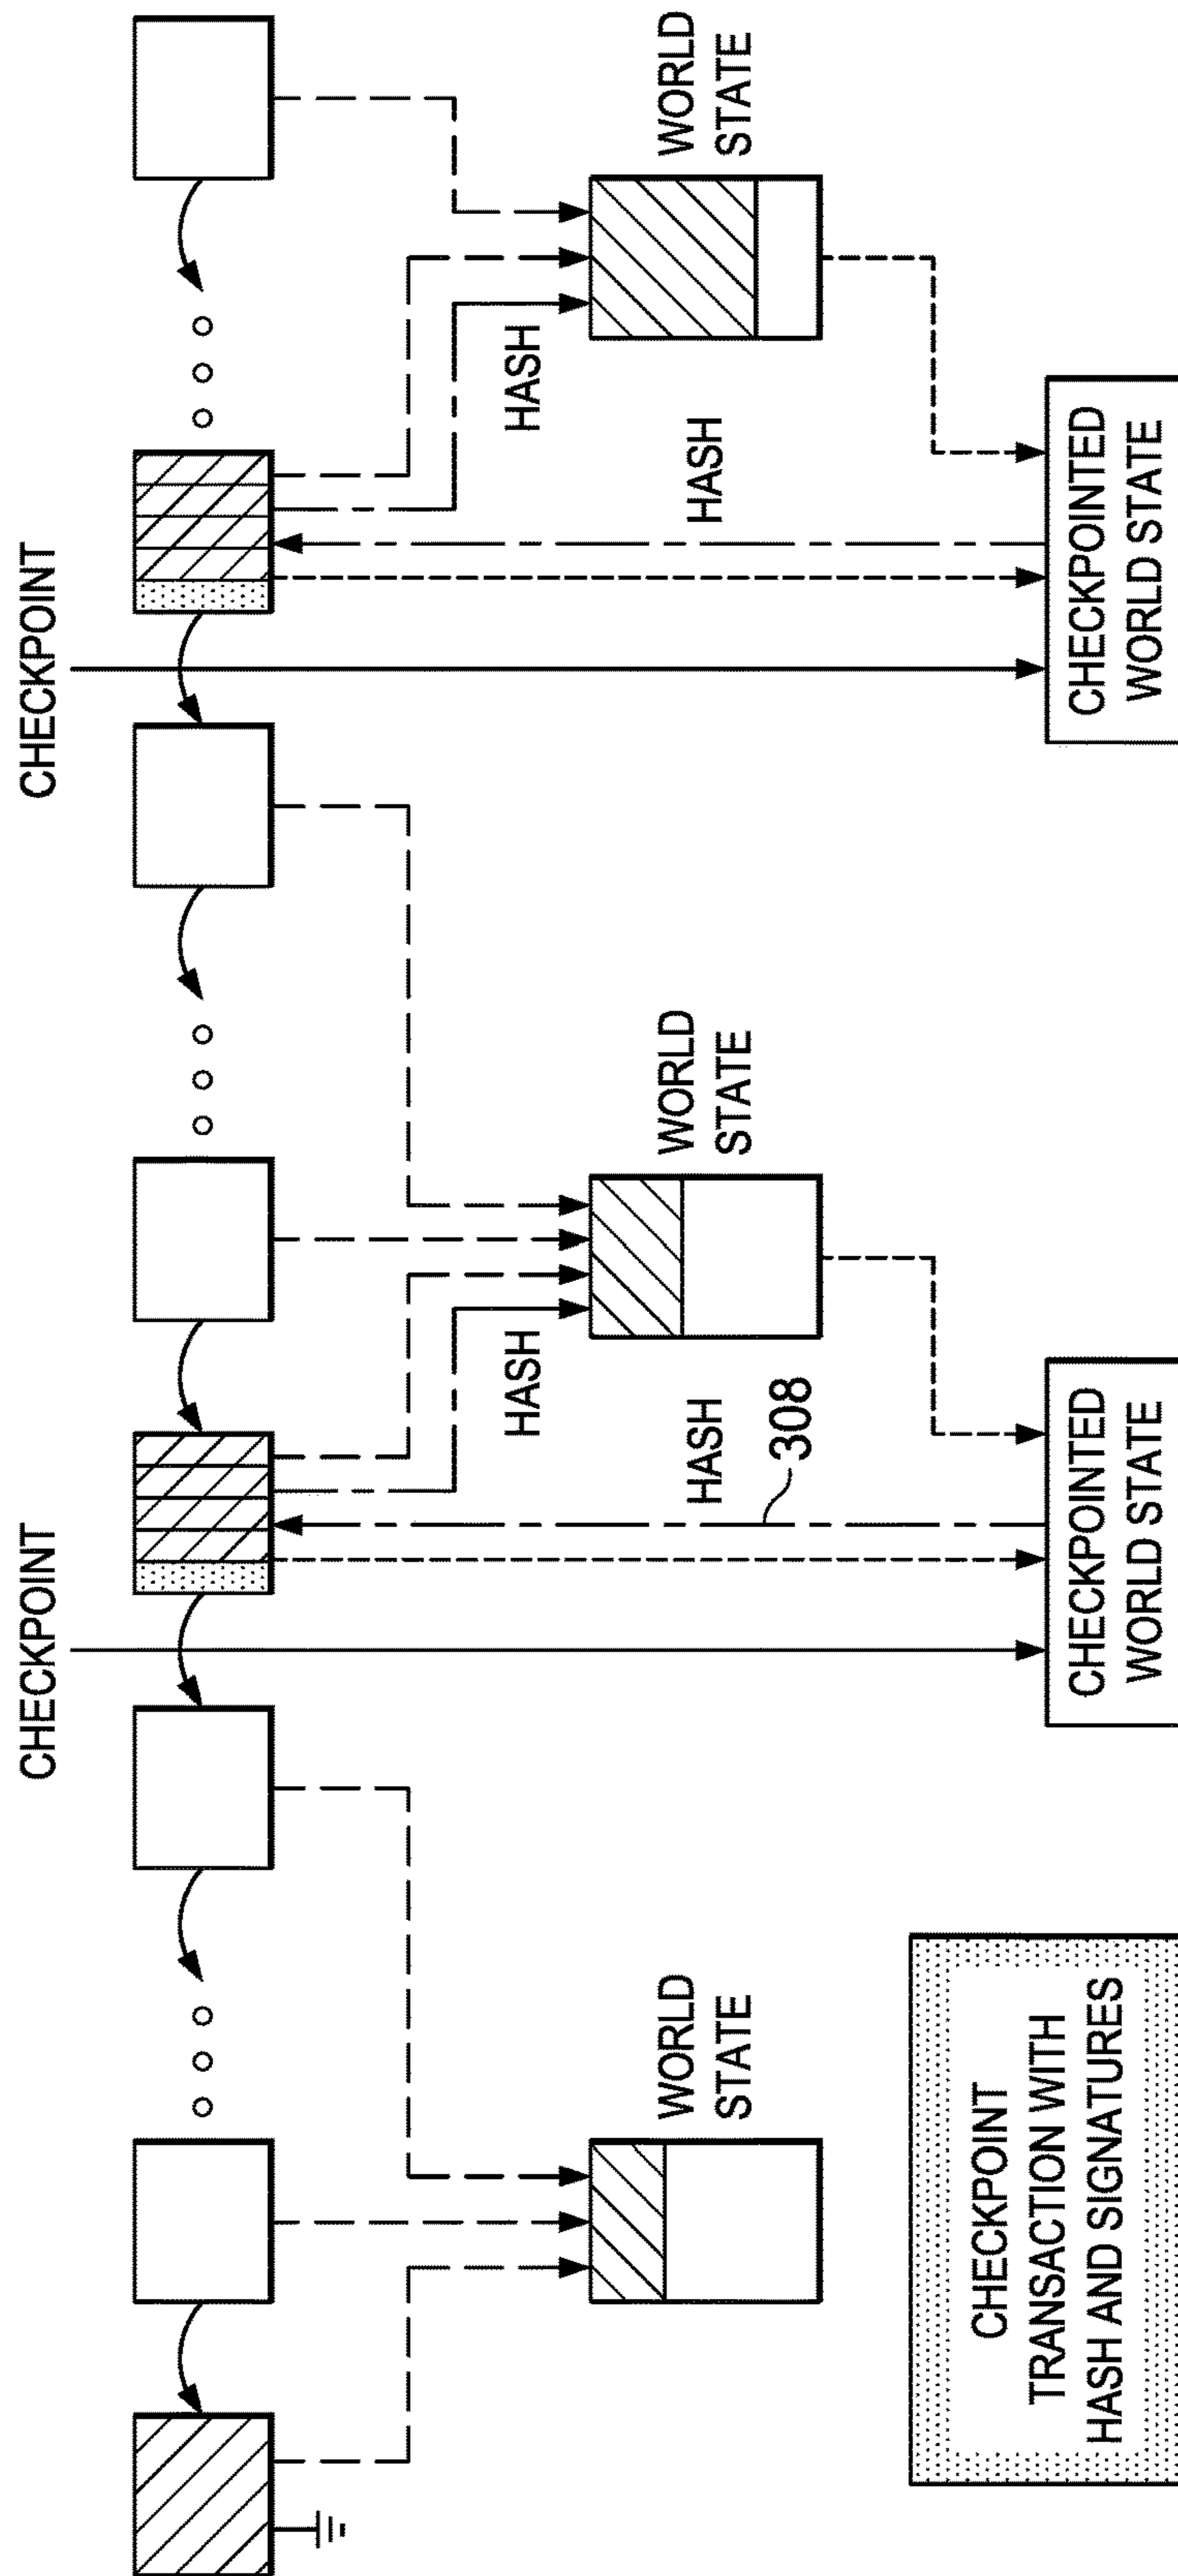 CHECKPOINT
CHECKPOINT
WORLD
STATE
WORLD
STATE
WORLD
STATE
HASH
HASH
HASH
308
HASH
CHECKPOINT
TRANSACTION WITH
HASH AND SIGNATURES
CHECKPOINTED
WORLD STATE
CHECKPOINTED
WORLD STATE